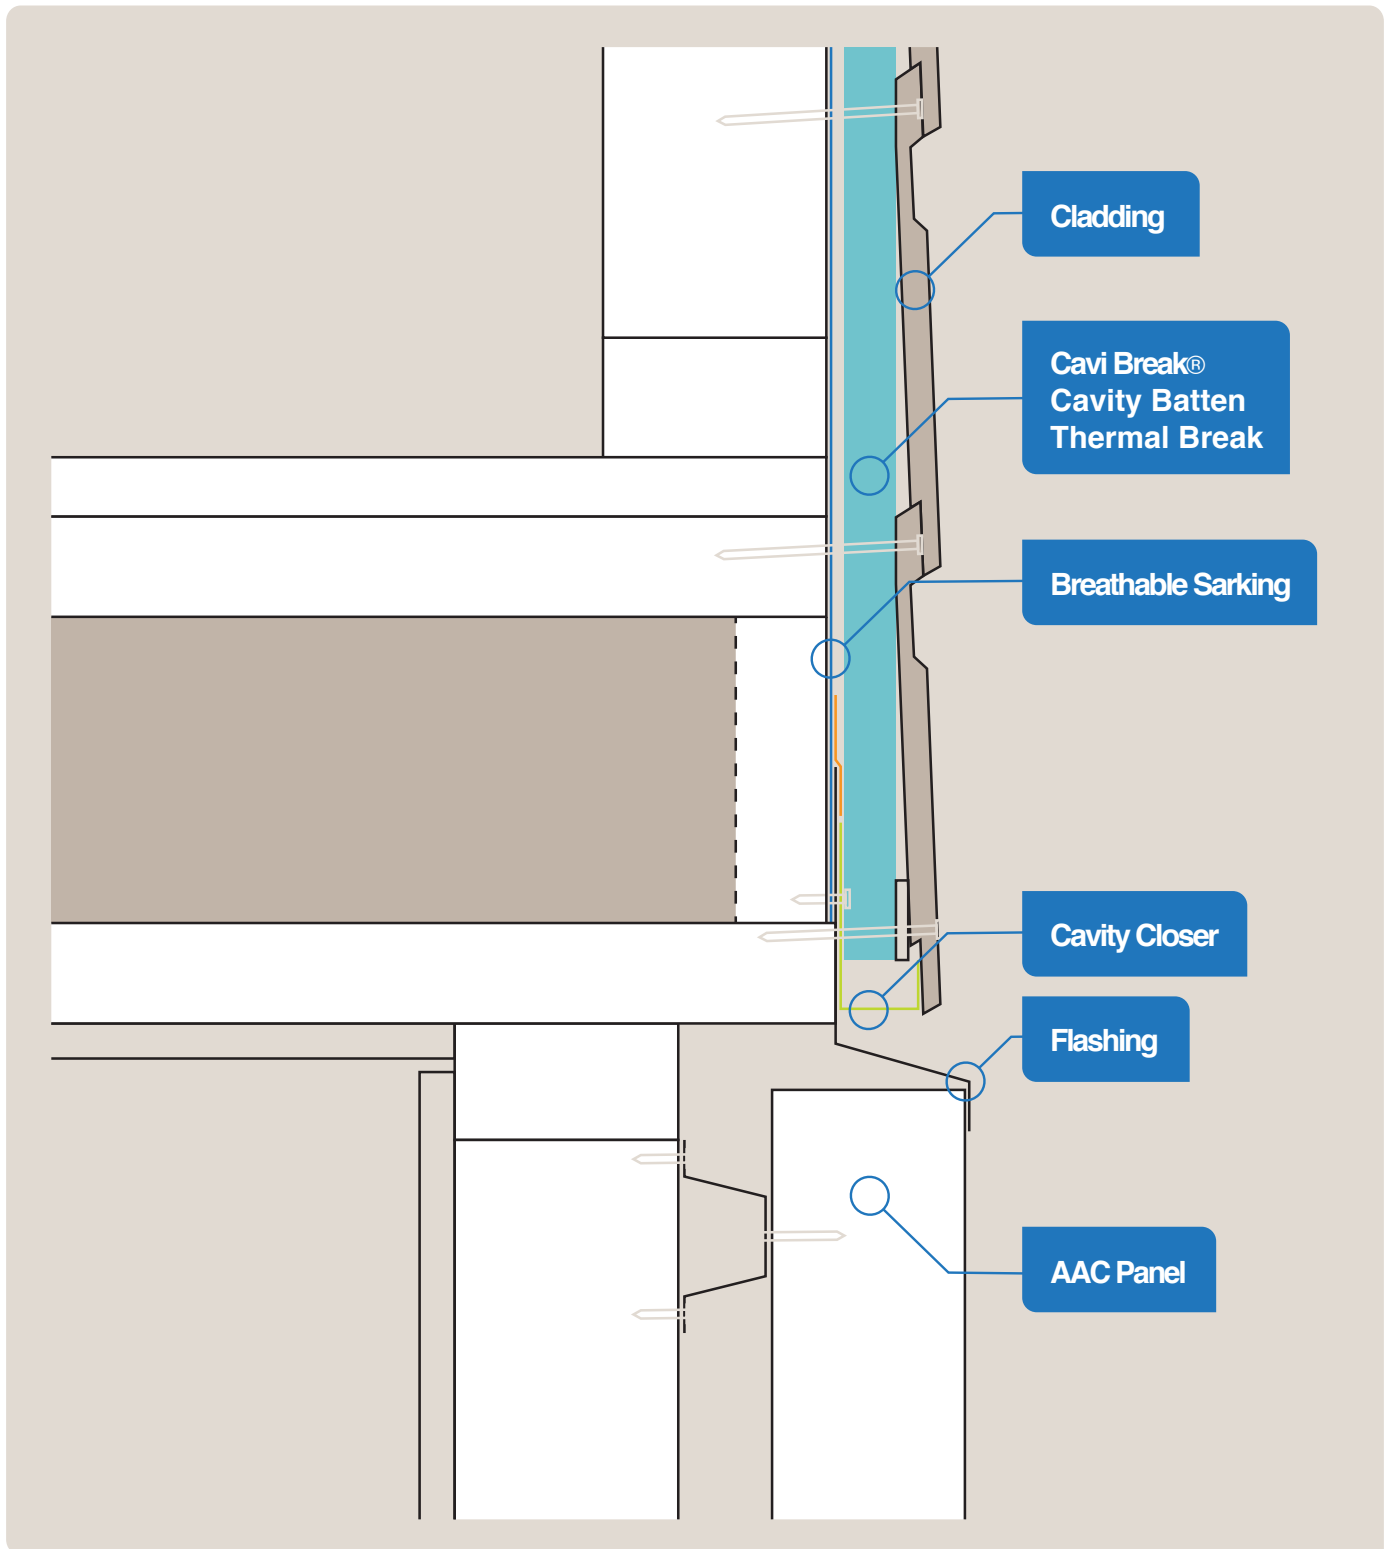 Cladding
Cavi Break®
Cavity Batten
Thermal Break
Breathable Sarking
Cavity Closer
Flashing
AAC Panel